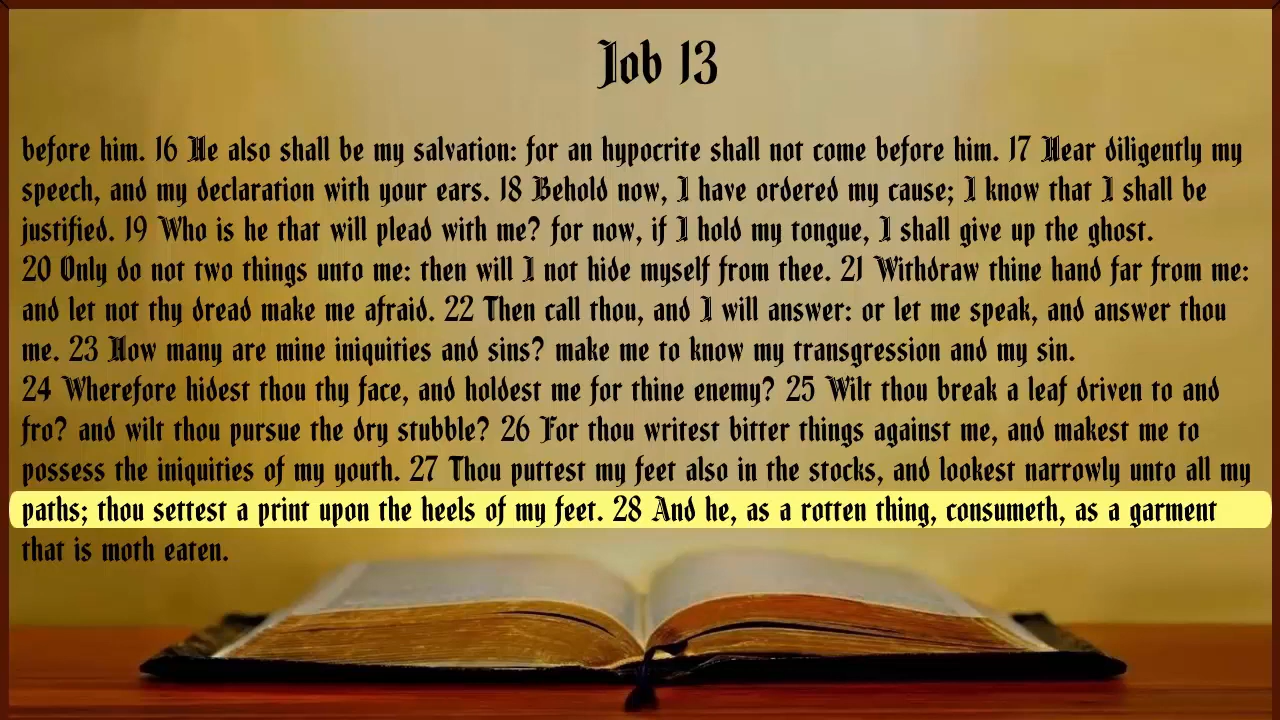 Job 13
before him. 16 He also shall be my salvation: for an hypocrite shall not come before him. 17 Hear diligently my
speech, and my declaration with your ears. 18 Behold now, I have ordered my cause; I know that I shall be
justified. 19 Who is he that will plead with me? for now, if I hold my tongue, I shall give up the ghost.
20 Only do not two things unto me: then will I not hide myself from thee. 21 Withdraw thine hand far from me:
and let not thy dread make me afraid. 22 Then call thou, and I will answer: or let me speak, and answer thou
me. 23 How many are mine iniquities and sins? make me to know my transgression and my sin.
24 Wherefore hidest thou thy face, and holdest me for thine enemy? 25 Wilt thou break a leaf driven to and
fro? and wilt thou pursue the dry stubble? 26 For thou writest bitter things against me, and makest me to
possess the iniquities of my youth. 27 Thou puttest my feet also in the stocks, and lookest narrowly unto all my
paths; thou settest a print upon the heels of my feet. 28 And he, as a rotten thing, consumeth, as a garment
that is moth eaten.